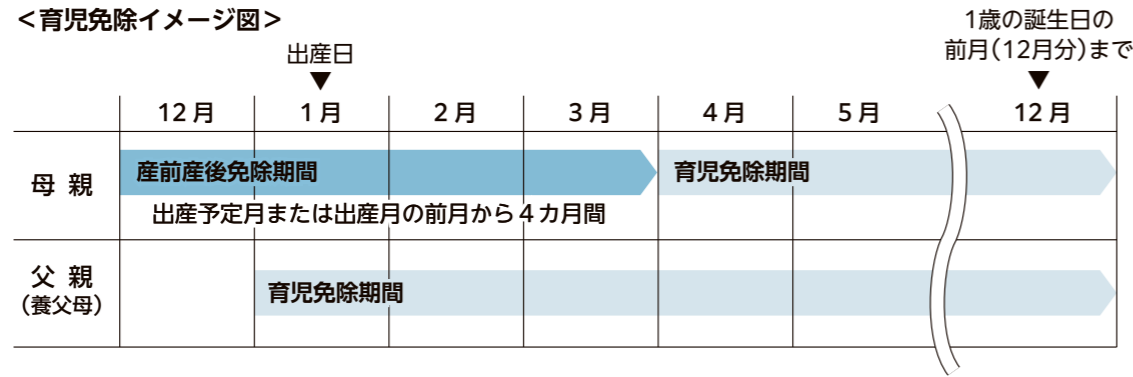 ＜育児免除イメージ図＞
出産日
1歳の誕生日の
前月（12月分）まで
12月 1月 2月 3月 4月 5月 12月
母親
産前産後免除期間 育児免除期間
出産予定月または出産月の前月から４カ月間
父親
（養父母）
育児免除期間